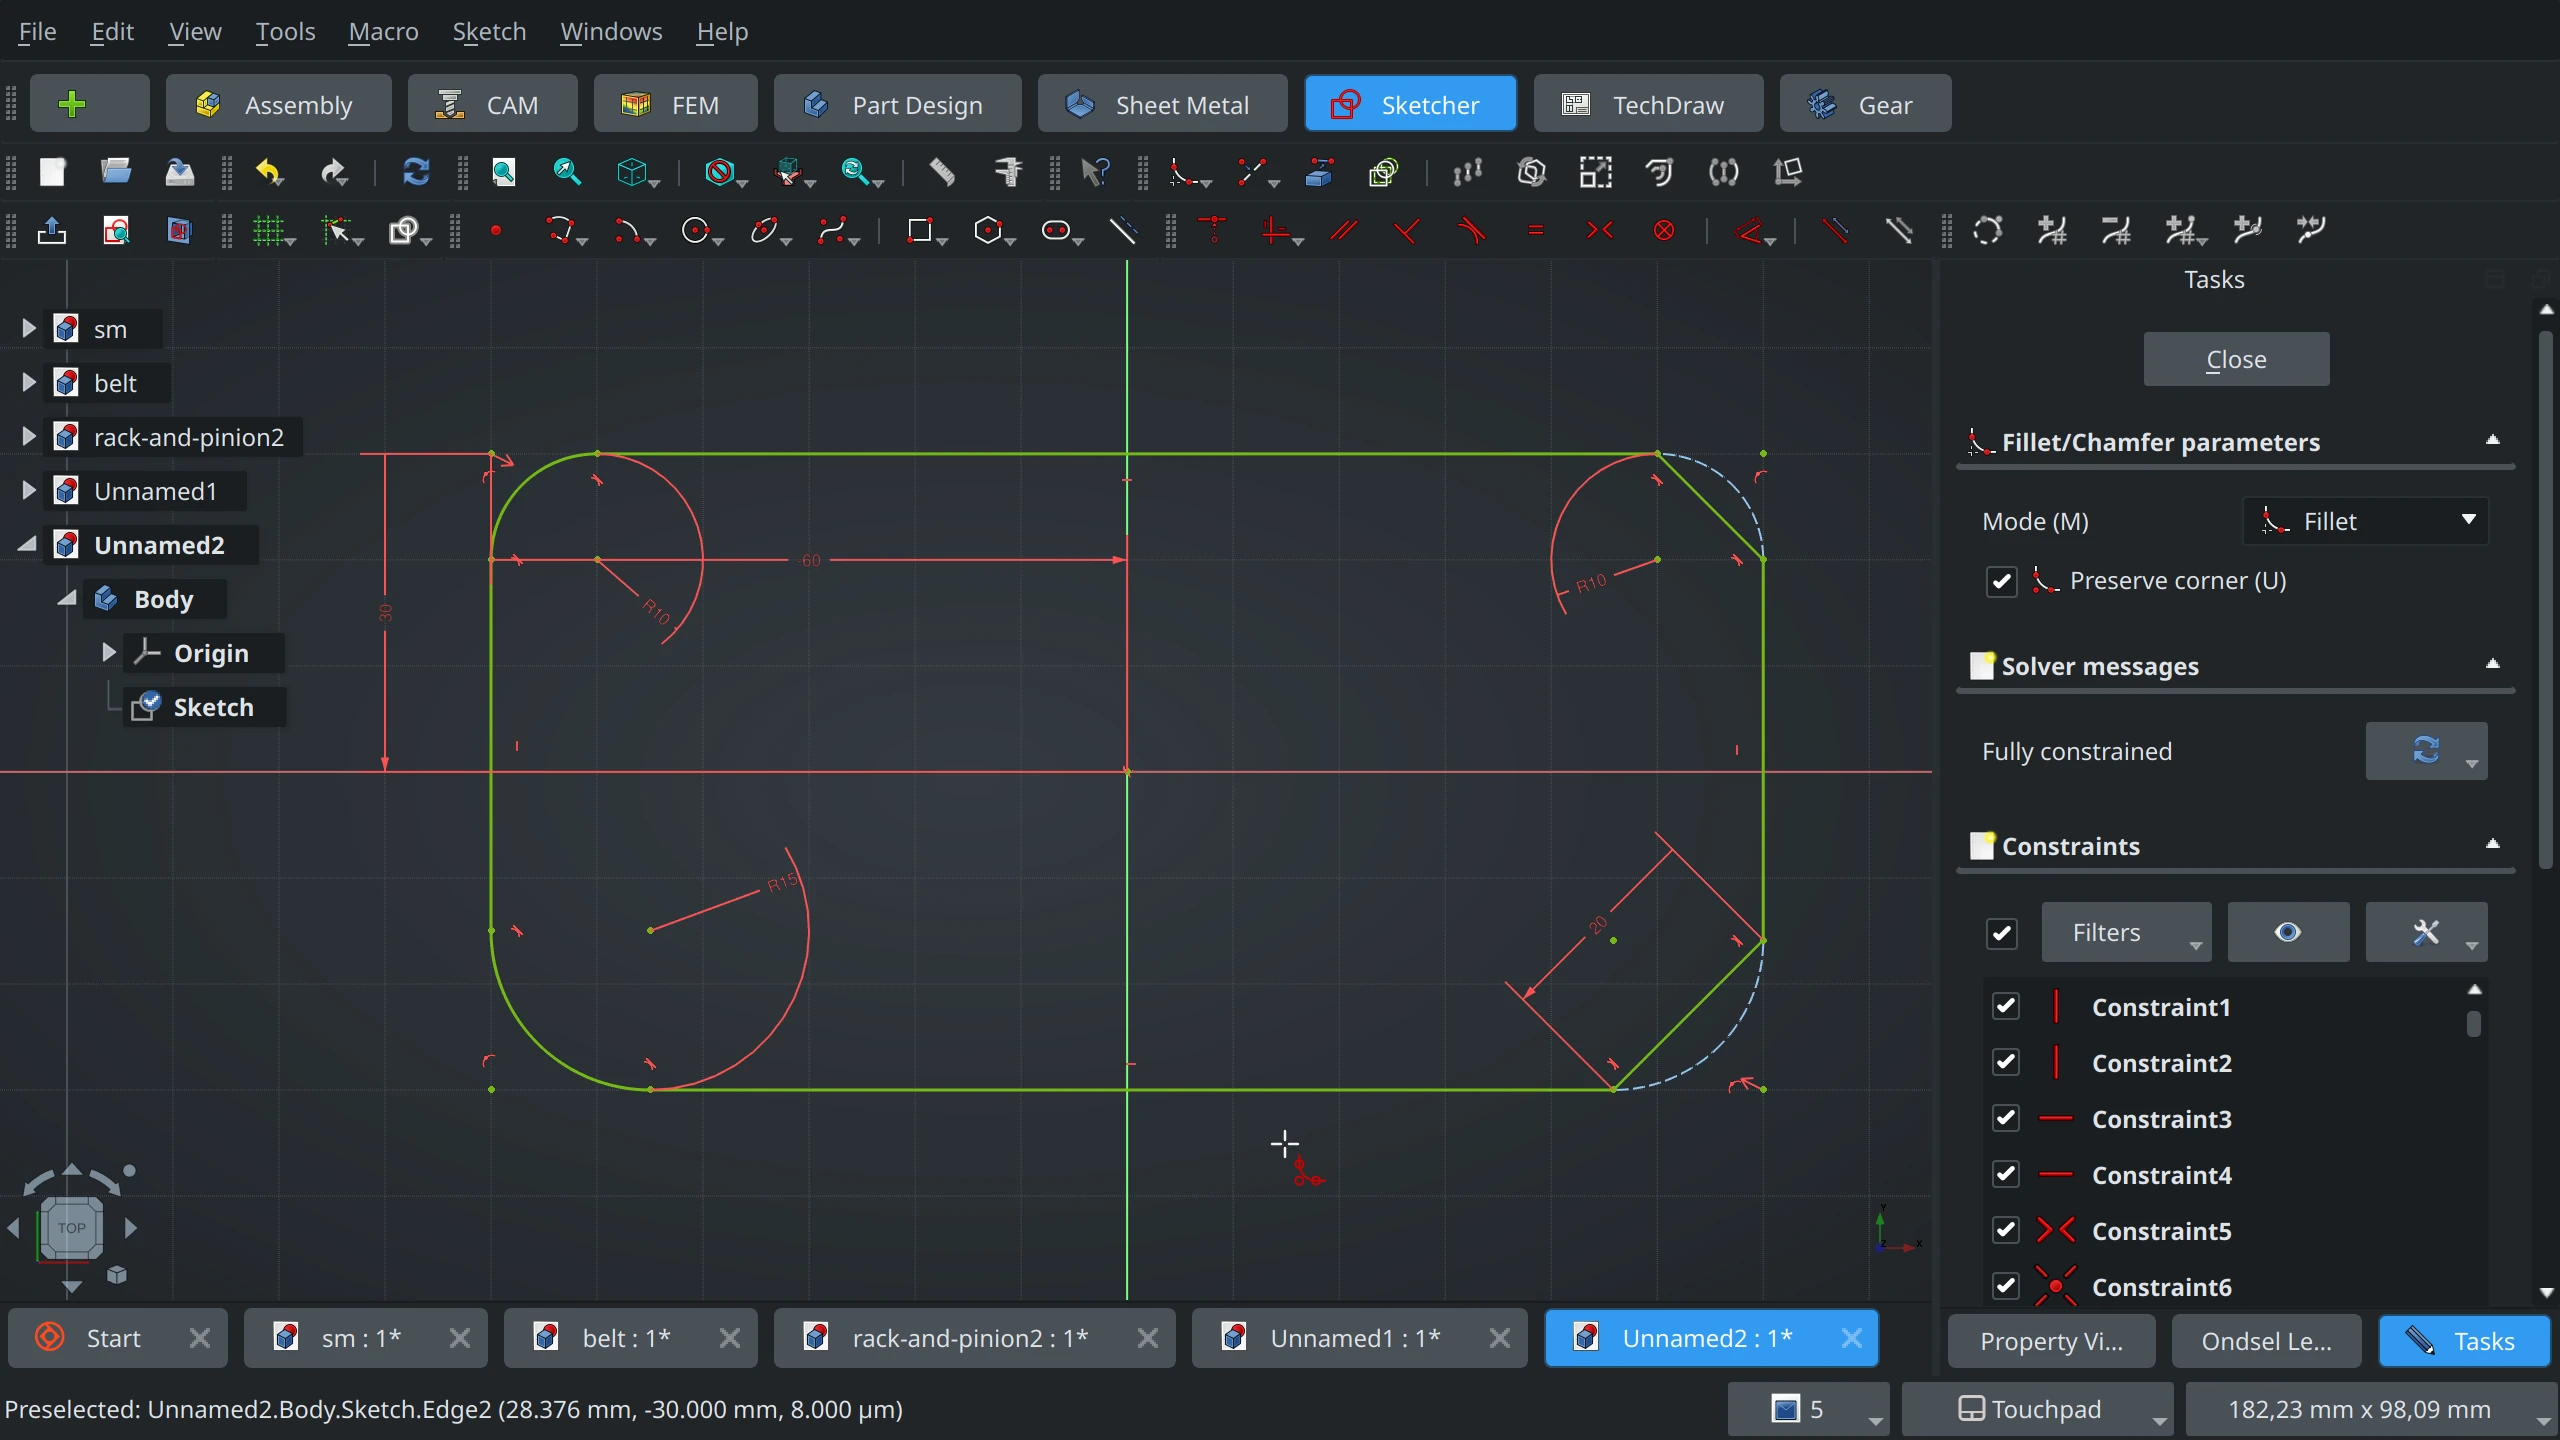 File Edit View Tools Macro Sketch Windows Help
Assembly CAM FEM Part Design Sheet Metal Sketcher TechDraw Gear
Tasks
sm
Close
belt
rack-and-pinion2
Fillet/Chamfer parameters
Unnamed1
Mode (M) Fillet
Unnamed2
60
R10
R10
Preserve corner (U)
Body
30
Origin
Solver messages
Sketch
Fully constrained
Constraints
R15
20
Filters
Constraint1
Constraint2
Constraint3
Constraint4
Constraint5
Constraint6
TOP
Y
Z
X
Start sm : 1* belt : 1* rack-and-pinion2 : 1* Unnamed1 : 1* Unnamed2 : 1*
Property Vi... Ondsel Le... Tasks
Preselected: Unnamed2.Body.Sketch.Edge2 (28.376 mm, -30.000 mm, 8.000 µm)
5 Touchpad 182,23 mm x 98,09 mm